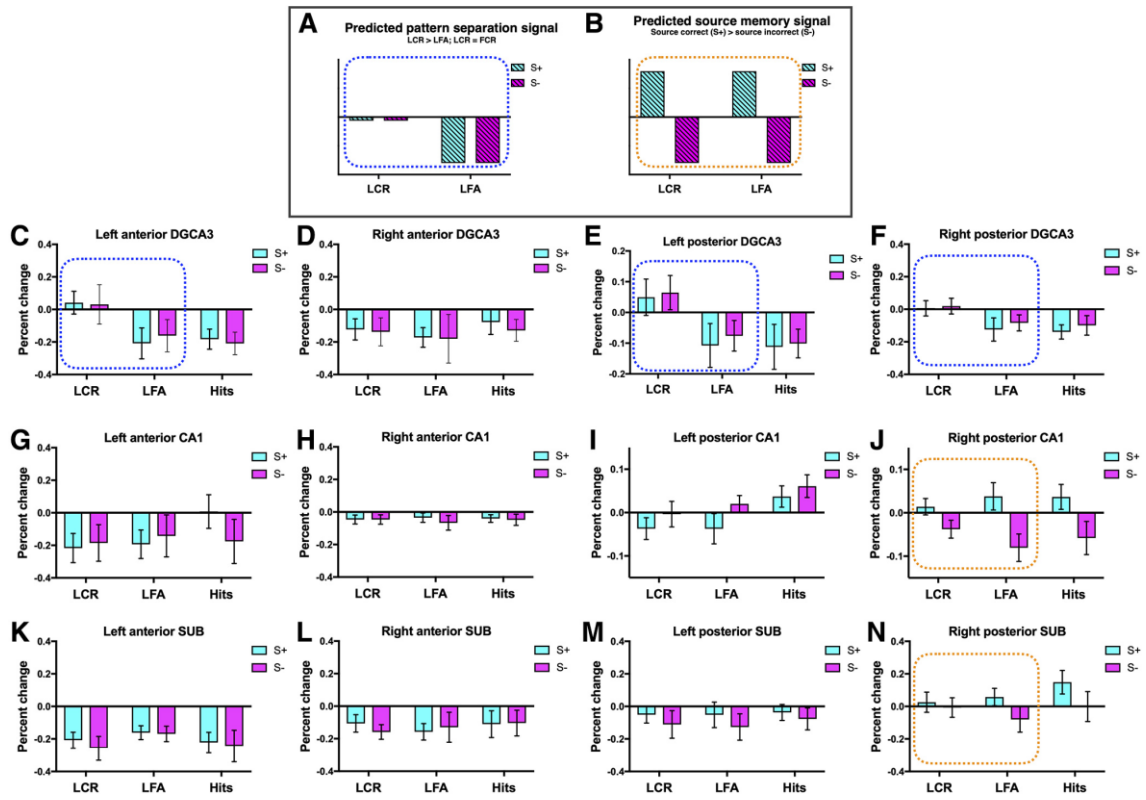 A
Predicted pattern separation signal
LCR > LFA; LCR = FCR
S+
S-
LCR LFA
B
Predicted source memory signal
Source correct (S+) > source incorrect (S-)
S+
S-
LCR LFA
C
Left anterior DGCA3
Percent change
0.4
0.2
0.0
-0.2
-0.4
S+
S-
LCR LFA Hits
D
Right anterior DGCA3
Percent change
0.4
0.2
0.0
-0.2
-0.4
S+
S-
LCR LFA Hits
E
Left posterior DGCA3
Percent change
0.2
0.1
0.0
-0.1
-0.2
S+
S-
LCR LFA Hits
F
Right posterior DGCA3
Percent change
0.4
0.2
0.0
-0.2
-0.4
S+
S-
LCR LFA Hits
G
Left anterior CA1
Percent change
0.4
0.2
0.0
-0.2
-0.4
S+
S-
LCR LFA Hits
H
Right anterior CA1
Percent change
0.4
0.2
0.0
-0.2
-0.4
S+
S-
LCR LFA Hits
I
Left posterior CA1
Percent change
0.1
0.0
-0.1
S+
S-
LCR LFA Hits
J
Right posterior CA1
Percent change
0.1
0.0
-0.1
S+
S-
LCR LFA Hits
K
Left anterior SUB
Percent change
0.4
0.2
0.0
-0.2
-0.4
S+
S-
LCR LFA Hits
L
Right anterior SUB
Percent change
0.4
0.2
0.0
-0.2
-0.4
S+
S-
LCR LFA Hits
M
Left posterior SUB
Percent change
0.4
0.2
0.0
-0.2
-0.4
S+
S-
LCR LFA Hits
N
Right posterior SUB
Percent change
0.4
0.2
0.0
-0.2
-0.4
S+
S-
LCR LFA Hits